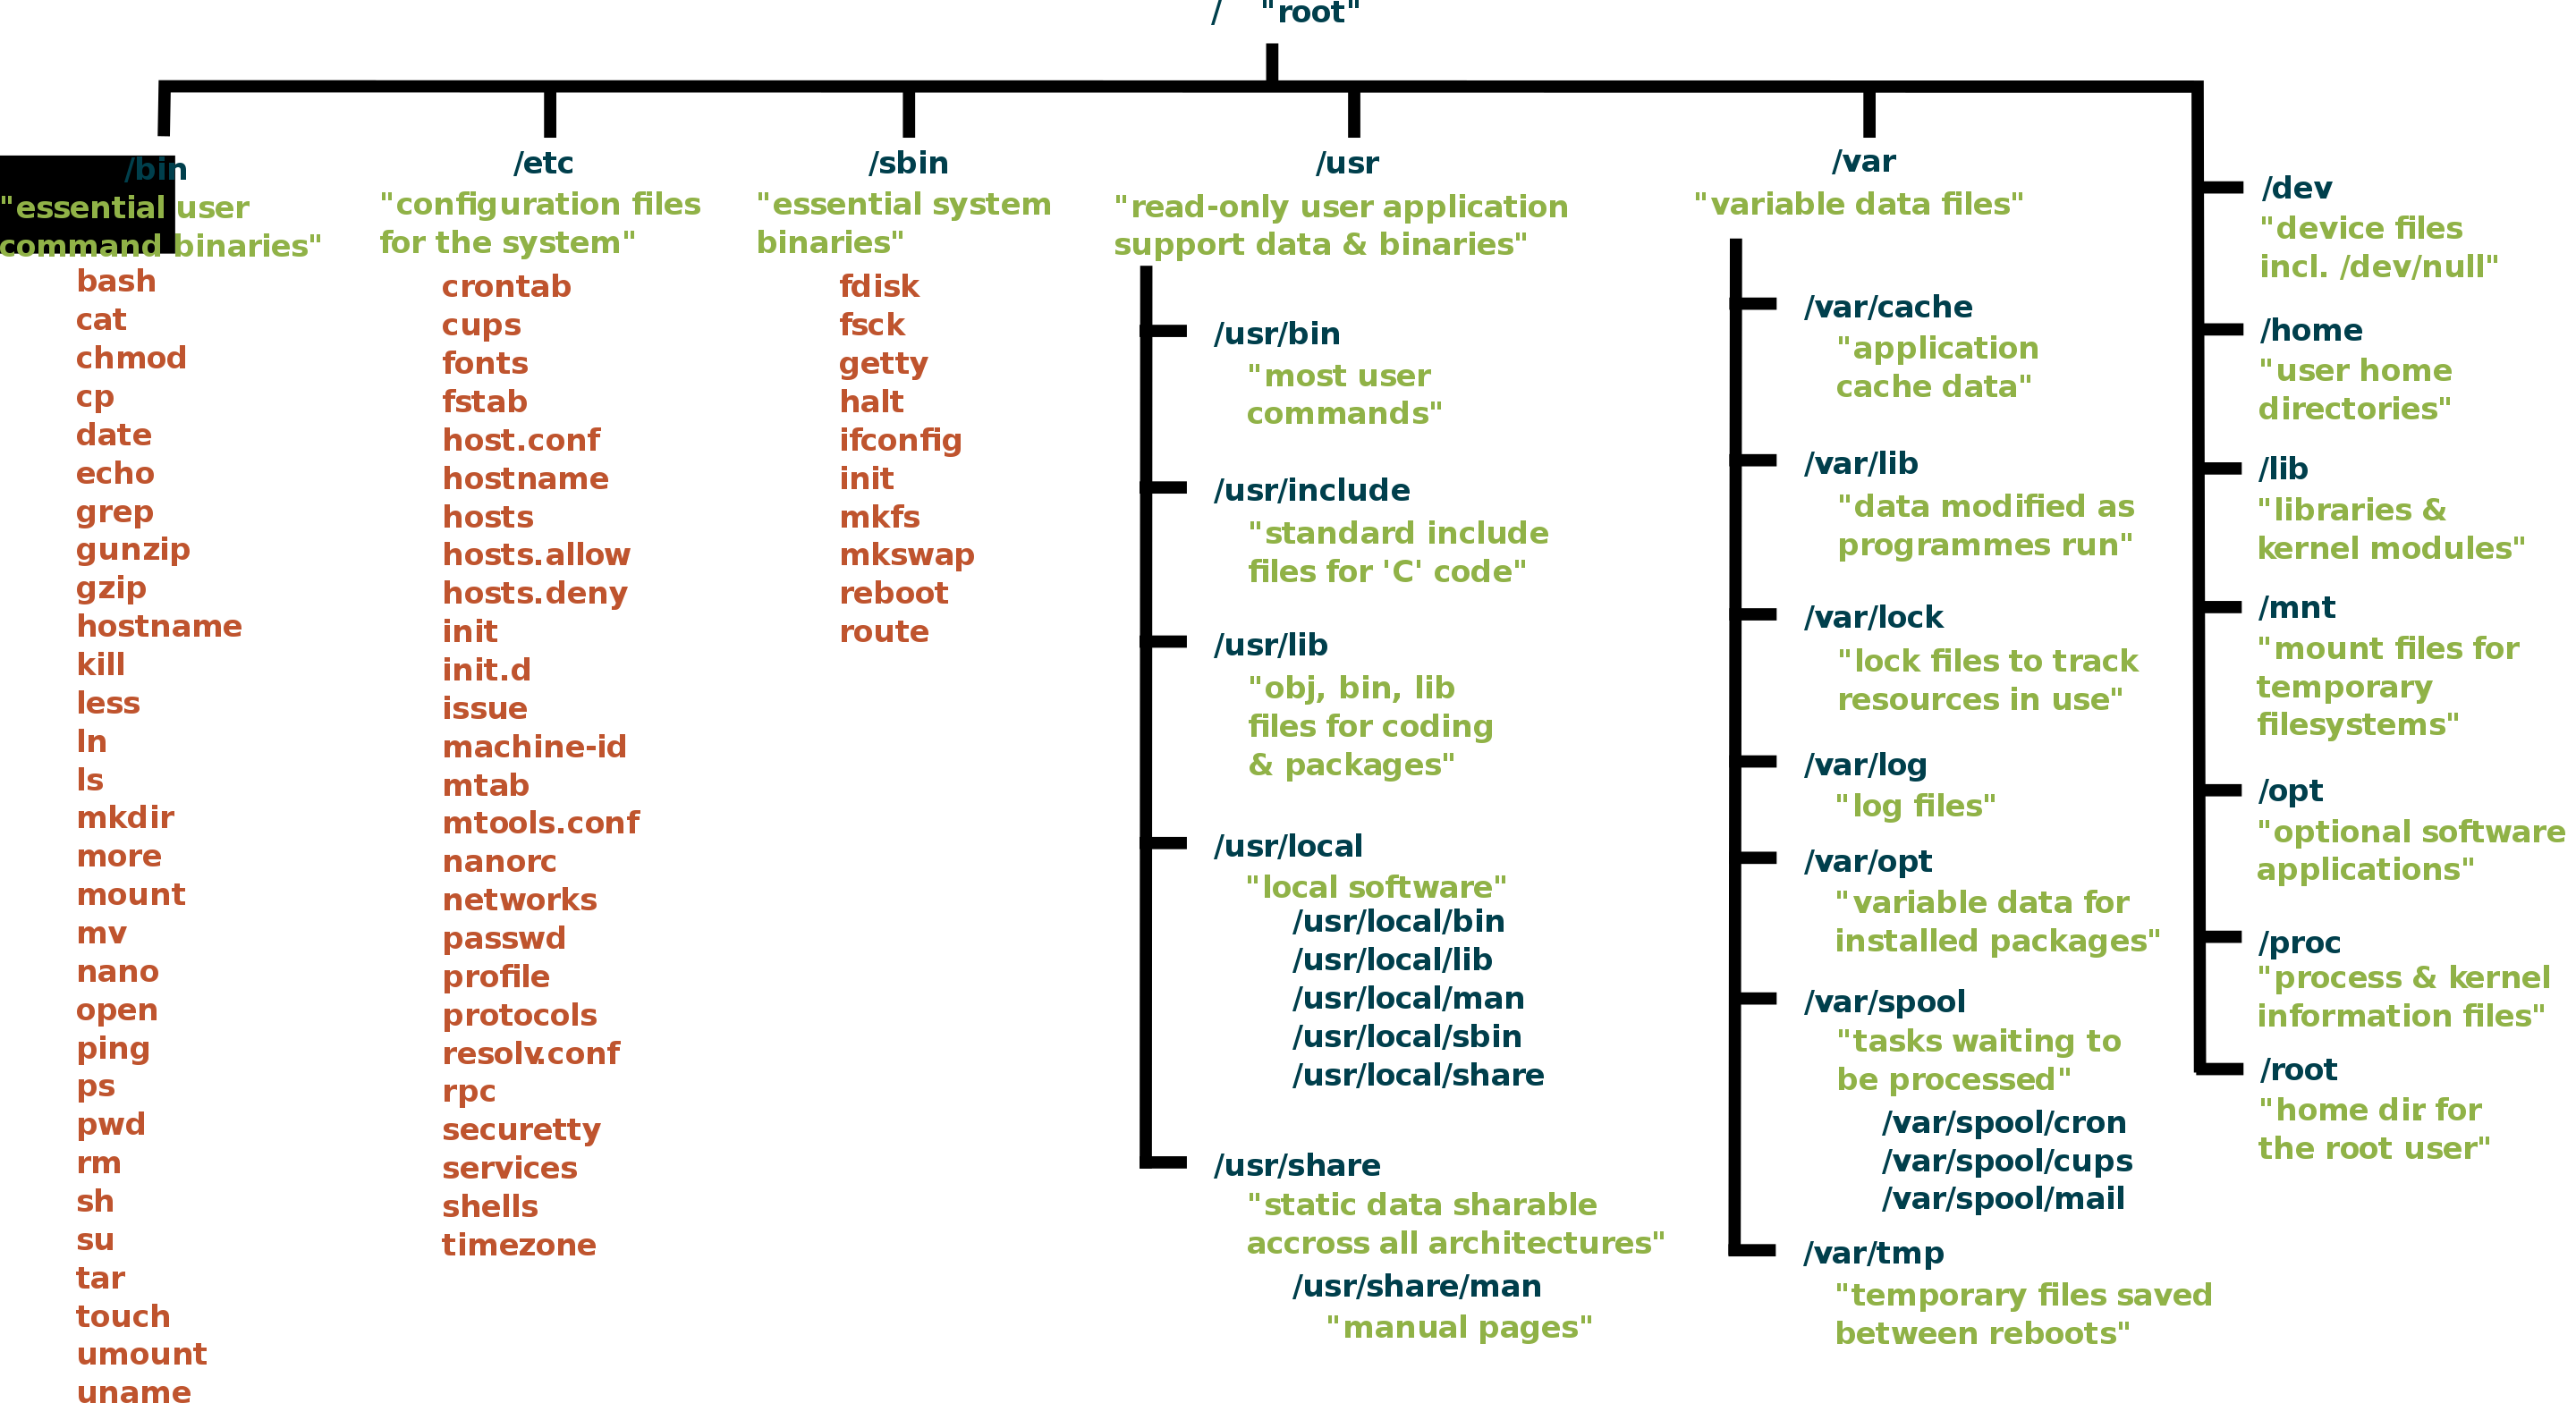 / "root"
/bin
"essential user
command binaries"
bash
cat
chmod
cp
date
echo
grep
gunzip
gzip
hostname
kill
less
ln
ls
mkdir
more
mount
mv
nano
open
ping
ps
pwd
rm
sh
su
tar
touch
umount
uname
/etc
"configuration files
for the system"
crontab
cups
fonts
fstab
host.conf
hostname
hosts
hosts.allow
hosts.deny
init
init.d
issue
machine-id
mtab
mtools.conf
nanorc
networks
passwd
profile
protocols
resolv.conf
rpc
securetty
services
shells
timezone
/sbin
"essential system
binaries"
fdisk
fsck
getty
halt
ifconfig
init
mkfs
mkswap
reboot
route
/usr
"read-only user application
support data & binaries"
/usr/bin
"most user
commands"
/usr/include
"standard include
files for 'C' code"
/usr/lib
"obj, bin, lib
files for coding
& packages"
/usr/local
"local software"
/usr/local/bin
/usr/local/lib
/usr/local/man
/usr/local/sbin
/usr/local/share
/usr/share
"static data sharable
accross all architectures"
/usr/share/man
"manual pages"
/var
"variable data files"
/var/cache
"application
cache data"
/var/lib
"data modified as
programmes run"
/var/lock
"lock files to track
resources in use"
/var/log
"log files"
/var/opt
"variable data for
installed packages"
/var/spool
"tasks waiting to
be processed"
/var/spool/cron
/var/spool/cups
/var/spool/mail
/var/tmp
"temporary files saved
between reboots"
/dev
"device files
incl. /dev/null"
/home
"user home
directories"
/lib
"libraries &
kernel modules"
/mnt
"mount files for
temporary
filesystems"
/opt
"optional software
applications"
/proc
"process & kernel
information files"
/root
"home dir. for
the root user"